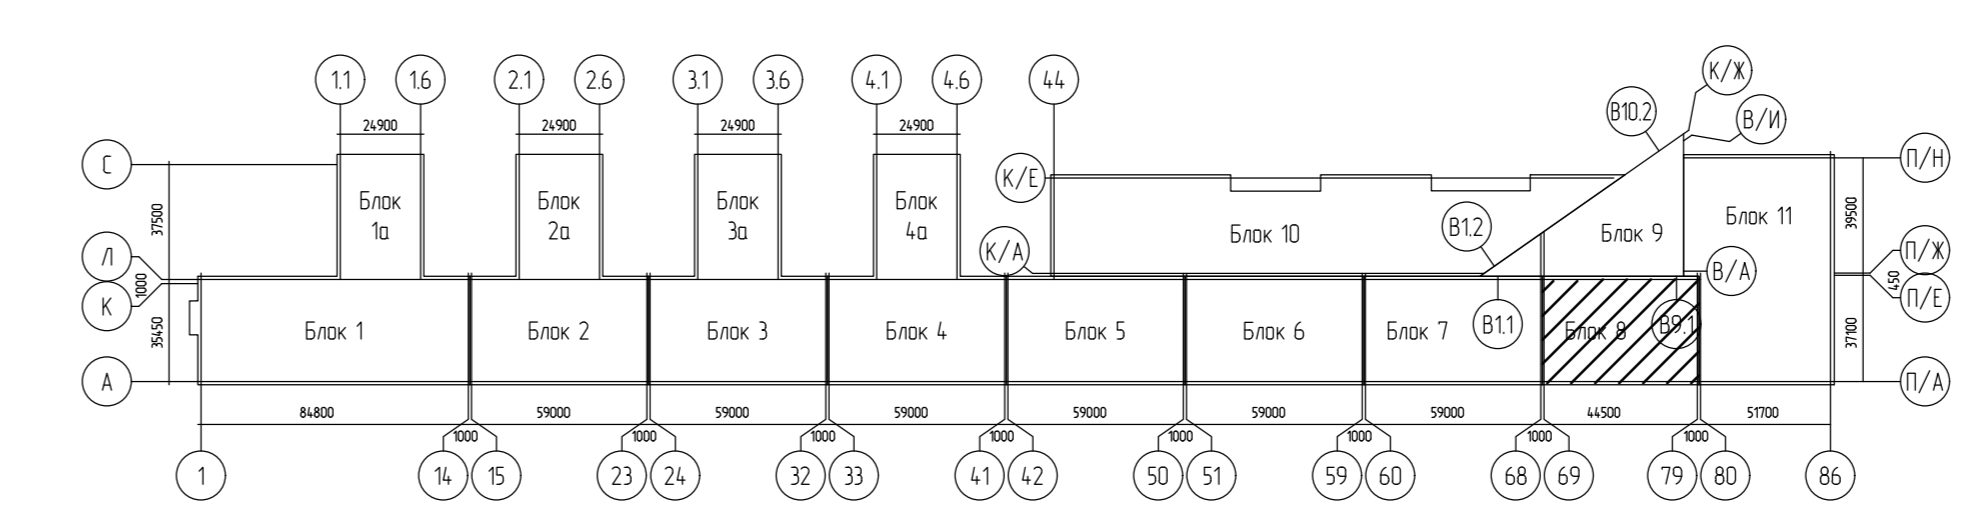 1.1 1.6 2.1 2.6 3.1 3.6 4.1 4.6 44 К/Ж
В10.2 В/И
24900 24900 24900 24900
С К/Е П/Н
Блок 1а
Блок 2а
Блок 3а
Блок 4а
37500 Блок 10 В1.2 Блок 9 Блок 11 39500
Л К/А В/А П/Ж
1000 450
К П/Е
35450 Блок 1 Блок 2 Блок 3 Блок 4 Блок 5 Блок 6 Блок 7 В1.1 Блок 8 В9.1 37100
А П/А
84800 59000 59000 59000 59000 59000 59000 44500 51700
1000 1000 1000 1000 1000 1000 1000 1000
1 14 15 23 24 32 33 41 42 50 51 59 60 68 69 79 80 86